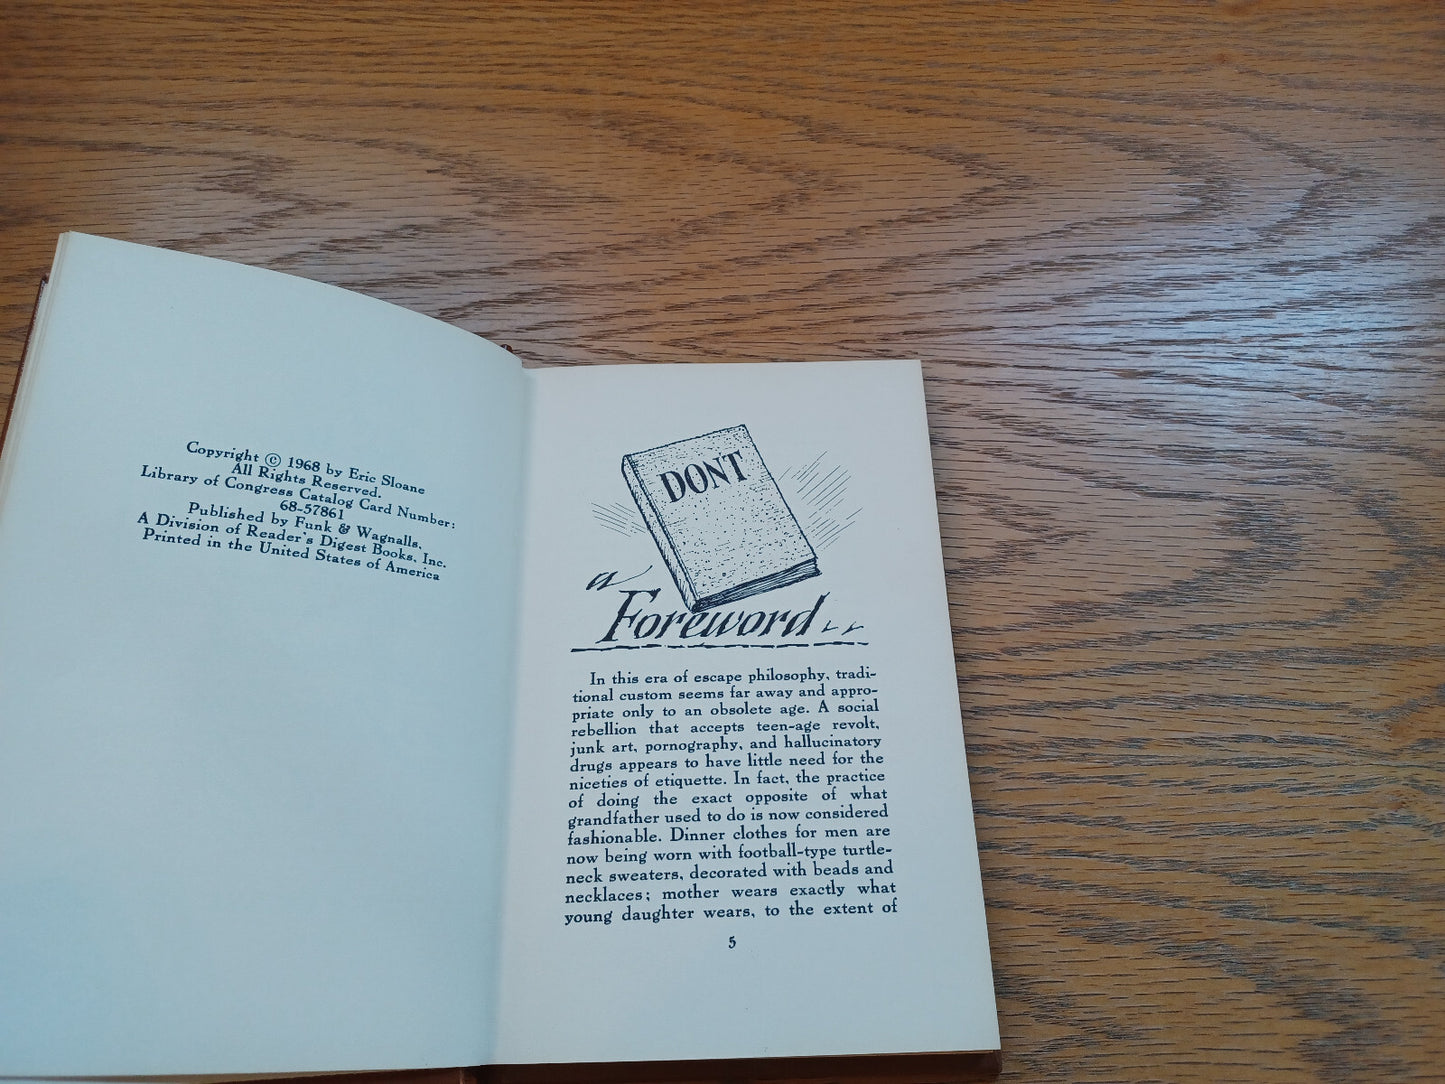 Copyright © 1968 by Eric Sloane
All Rights Reserved.
Library of Congress Catalog Card Number:
68-57861
Published by Funk & Wagnalls,
A Division of Reader's Digest Books, Inc.
Printed in the United States of America
DONT
a
Foreword..
In this era of escape philosophy, tradi-
tional custom seems far away and appro-
priate only to an obsolete age. A social
rebellion that accepts teen-age revolt,
junk art, pornography, and hallucinatory
drugs appears to have little need for the
niceties of etiquette. In fact, the practice
of doing the exact opposite of what
grandfather used to do is now considered
fashionable. Dinner clothes for men are
now being worn with football-type turtle-
neck sweaters, decorated with beads and
necklaces; mother wears exactly what
young daughter wears, to the extent of
5